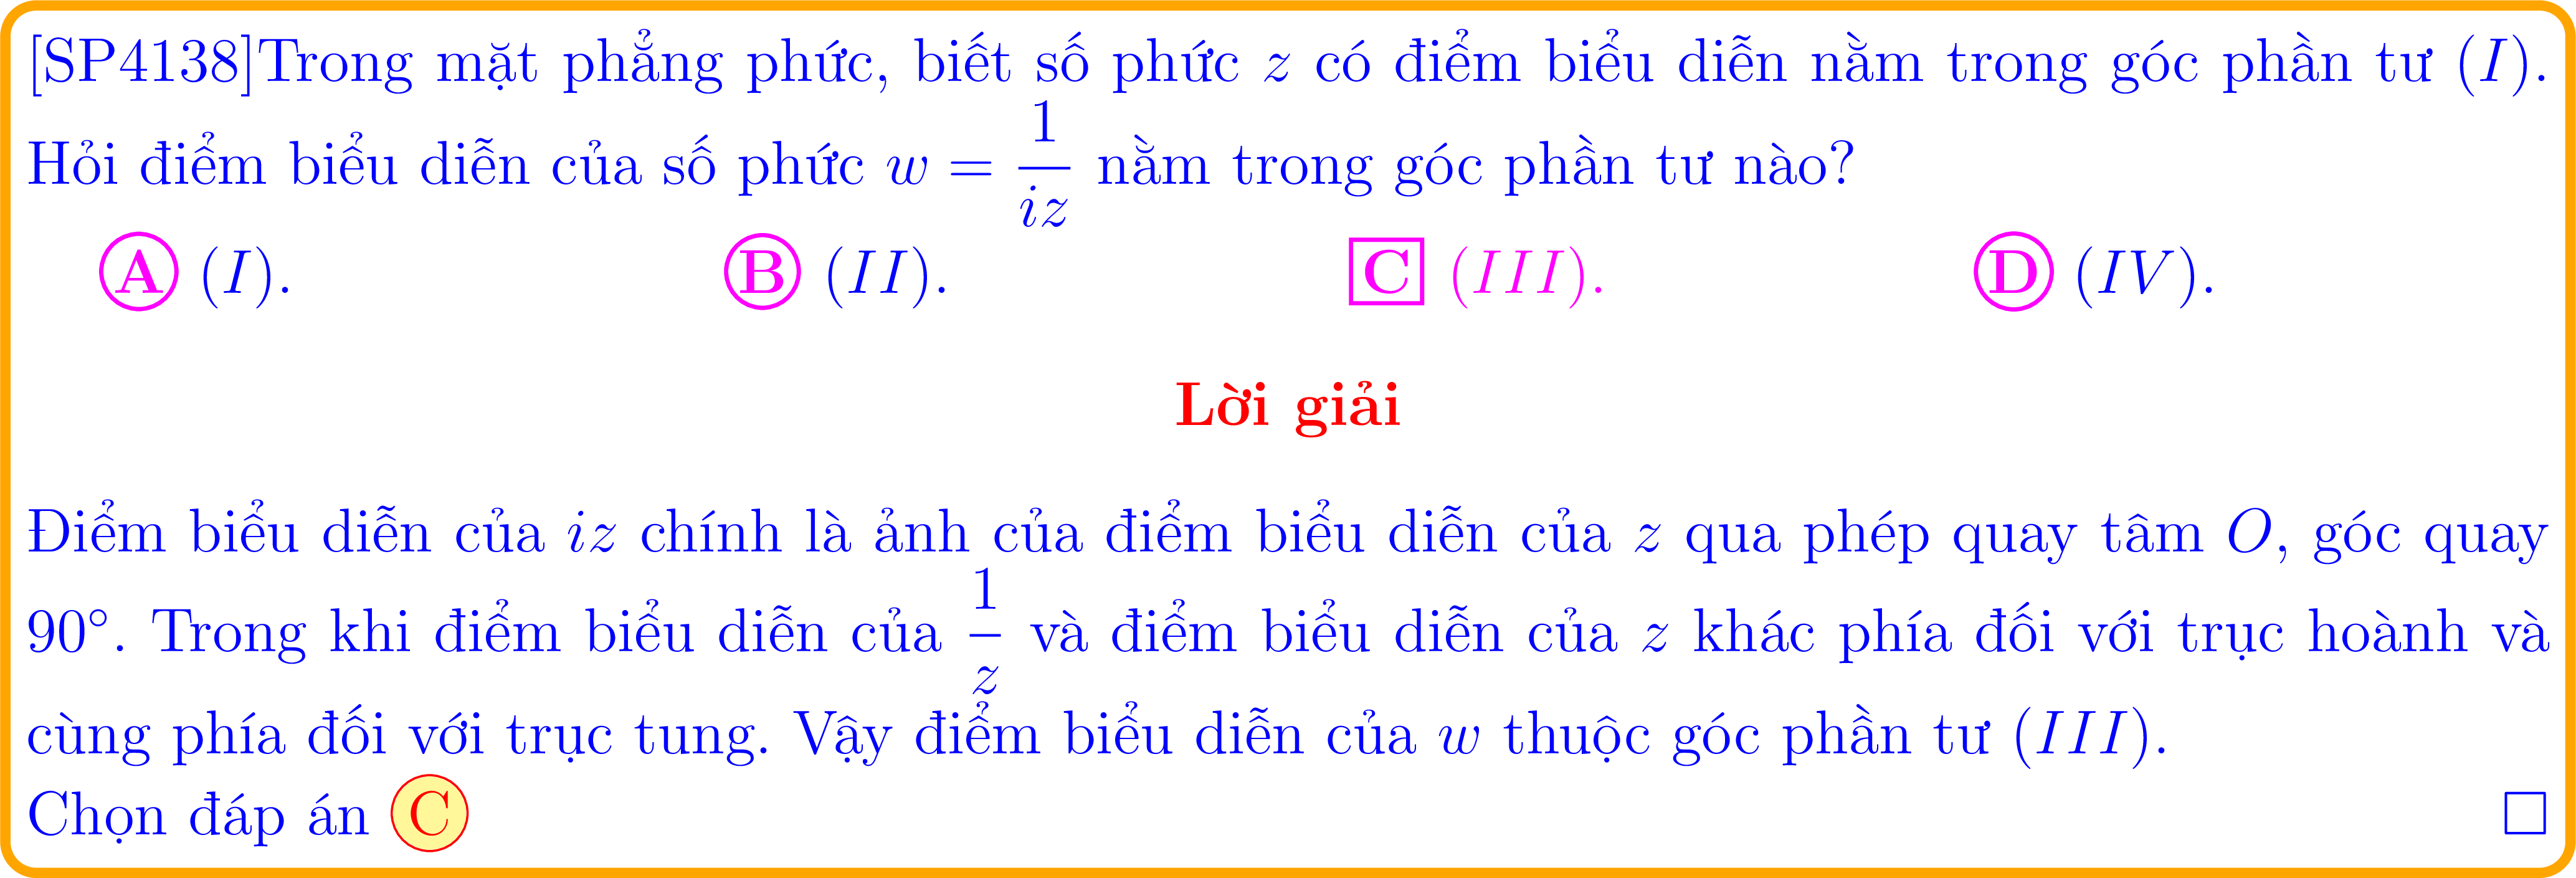 [SP4138]Trong mặt phẳng phức, biết số phức z có điểm biểu diễn nằm trong góc phần tư (I).
Hỏi điểm biểu diễn của số phức w = \frac{1}{iz} nằm trong góc phần tư nào?
A (I). B (II). C (III). D (IV).
Lời giải
Điểm biểu diễn của iz chính là ảnh của điểm biểu diễn của z qua phép quay tâm O, góc quay
90°. Trong khi điểm biểu diễn của \frac{1}{z} và điểm biểu diễn của z khác phía đối với trục hoành và
cùng phía đối với trục tung. Vậy điểm biểu diễn của w thuộc góc phần tư (III).
Chọn đáp án C □